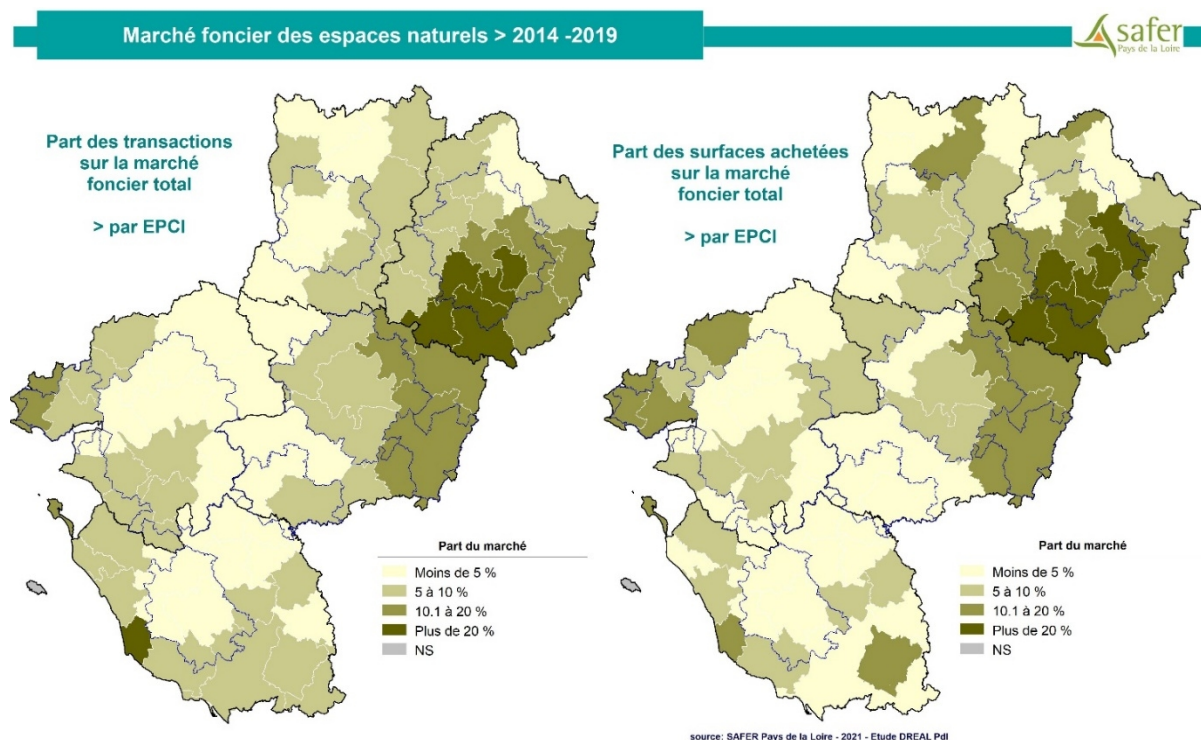 Marché foncier des espaces naturels > 2014 -2019
safer
Pays de la Loire
Part des transactions
sur la marché
foncier total
> par EPCI
Part des surfaces achetées
sur la marché
foncier total
> par EPCI
Part du marché
Moins de 5 %
5 à 10 %
10.1 à 20 %
Plus de 20 %
NS
Part du marché
Moins de 5 %
5 à 10 %
10.1 à 20 %
Plus de 20 %
NS
source: SAFER Pays de la Loire - 2021 - Etude DREAL Pdl